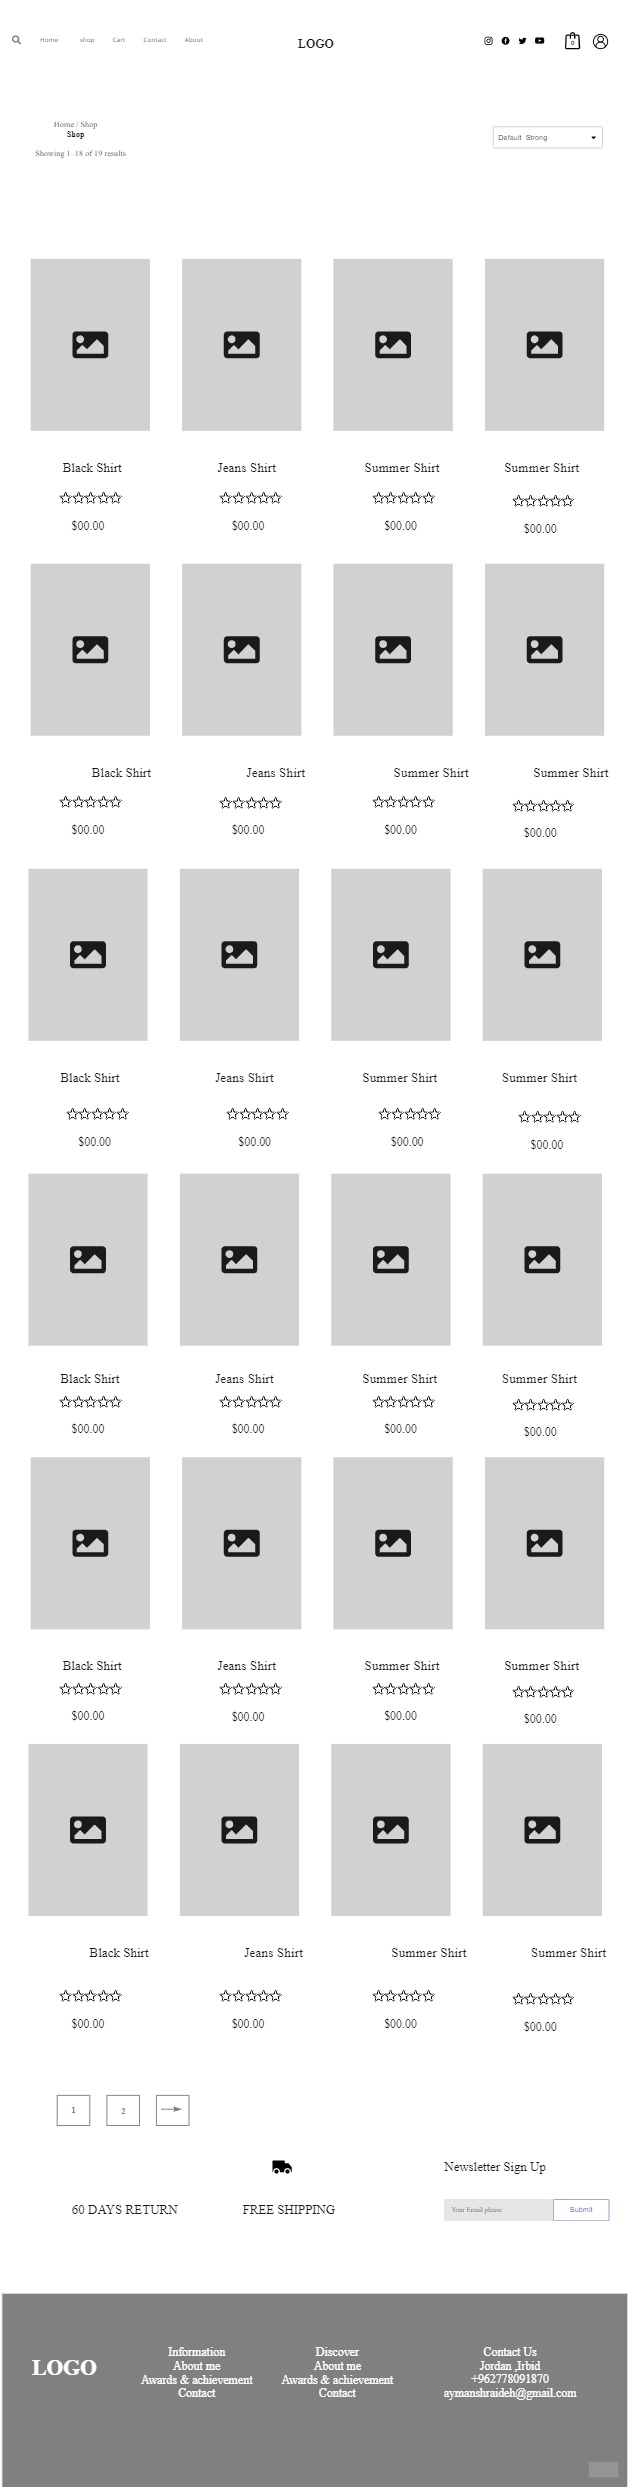 Home shop Cart Contact About LOGO 0
Home / Shop
Shop
Showing 1-18 of 19 results
Default Strong
Black Shirt Jeans Shirt Summer Shirt Summer Shirt
$00.00 $00.00 $00.00 $00.00
Black Shirt Jeans Shirt Summer Shirt Summer Shirt
$00.00 $00.00 $00.00 $00.00
Black Shirt Jeans Shirt Summer Shirt Summer Shirt
$00.00 $00.00 $00.00 $00.00
Black Shirt Jeans Shirt Summer Shirt Summer Shirt
$00.00 $00.00 $00.00 $00.00
Black Shirt Jeans Shirt Summer Shirt Summer Shirt
$00.00 $00.00 $00.00 $00.00
Black Shirt Jeans Shirt Summer Shirt Summer Shirt
$00.00 $00.00 $00.00 $00.00
1 2
60 DAYS RETURN
FREE SHIPPING
Newsletter Sign Up
Your Email please Submit
LOGO
Information
About me
Awards & achievement
Contact
Discover
About me
Awards & achievement
Contact
Contact Us
Jordan ,Irbid
+962778091870
aymanshraideh@gmail.com